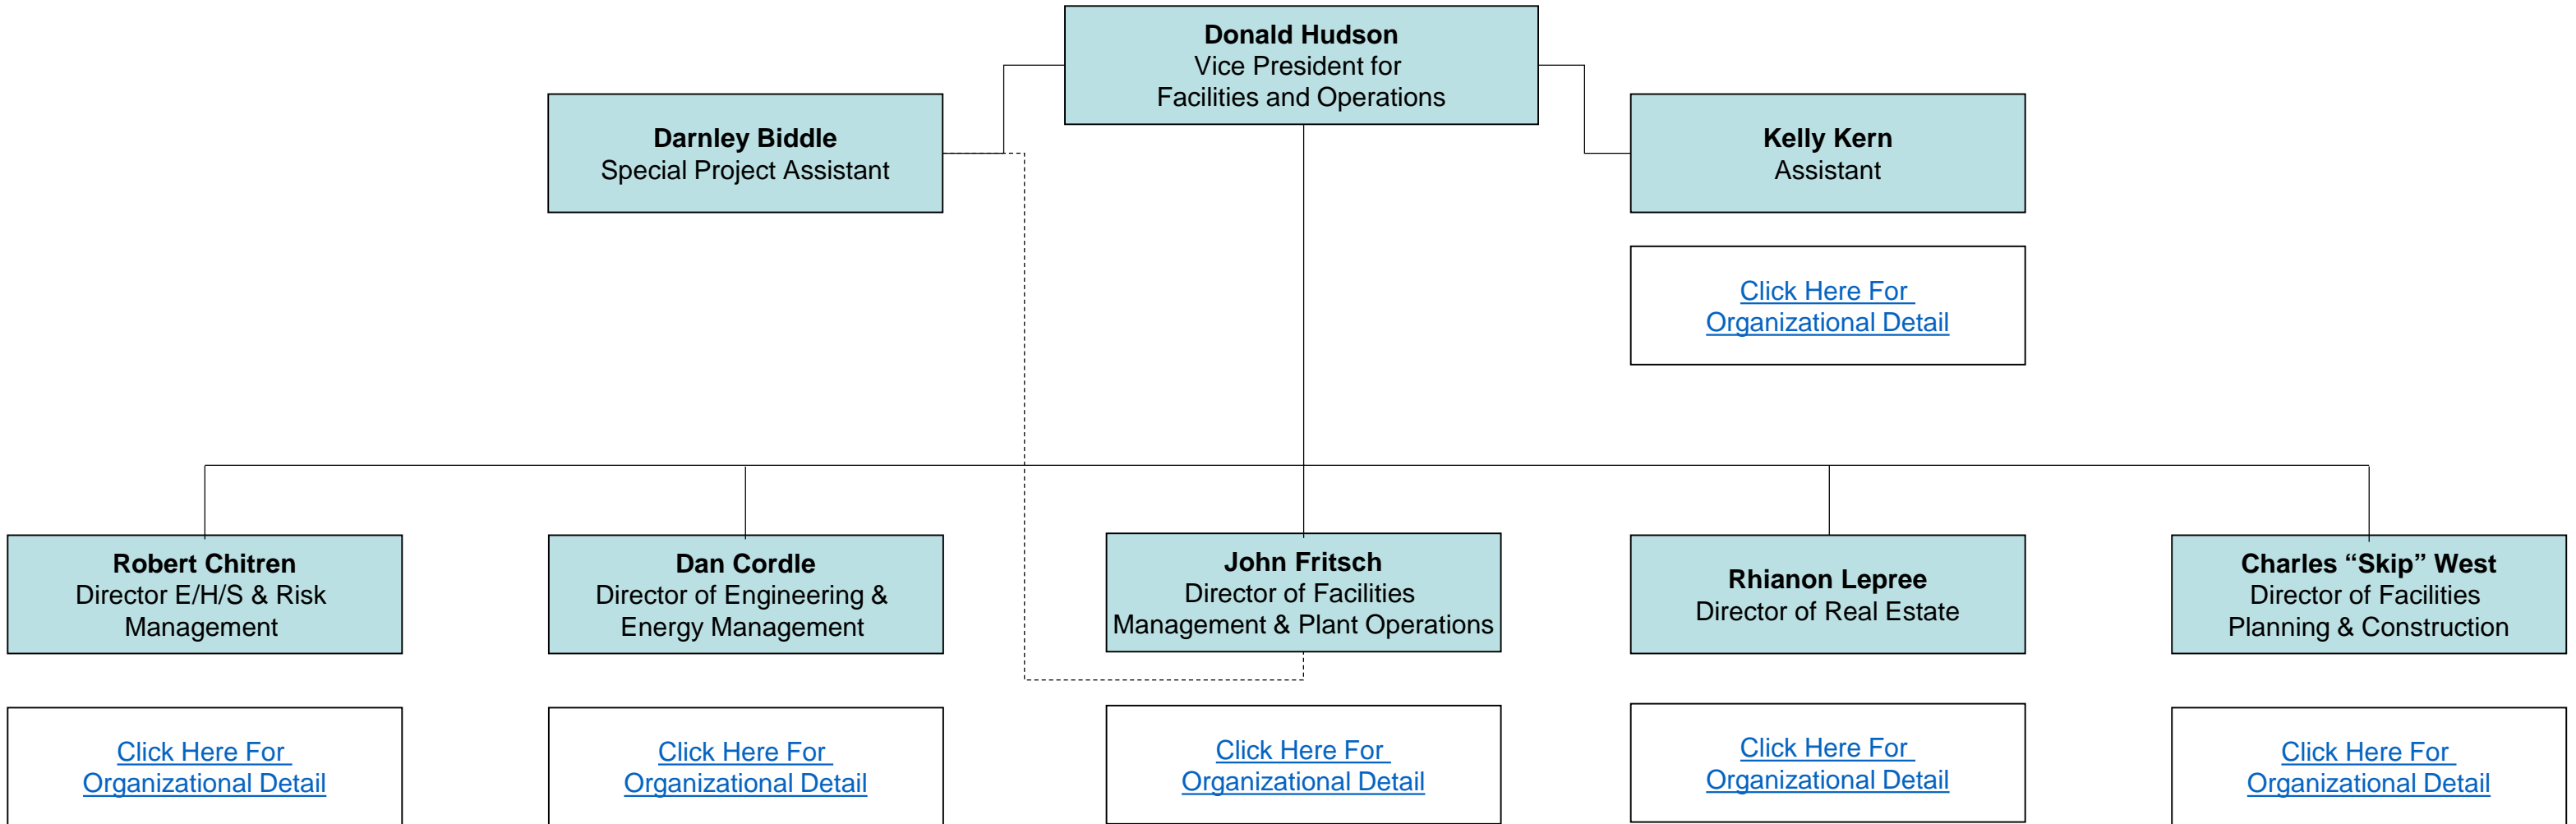 Donald Hudson
Vice President for
Facilities and Operations
Darnley Biddle
Special Project Assistant
Kelly Kern
Assistant
Click Here For
Organizational Detail
Robert Chitren
Director E/H/S & Risk
Management
Dan Cordle
Director of Engineering &
Energy Management
John Fritsch
Director of Facilities
Management & Plant Operations
Rhianon Lepree
Director of Real Estate
Charles “Skip” West
Director of Facilities
Planning & Construction
Click Here For
Organizational Detail
Click Here For
Organizational Detail
Click Here For
Organizational Detail
Click Here For
Organizational Detail
Click Here For
Organizational Detail